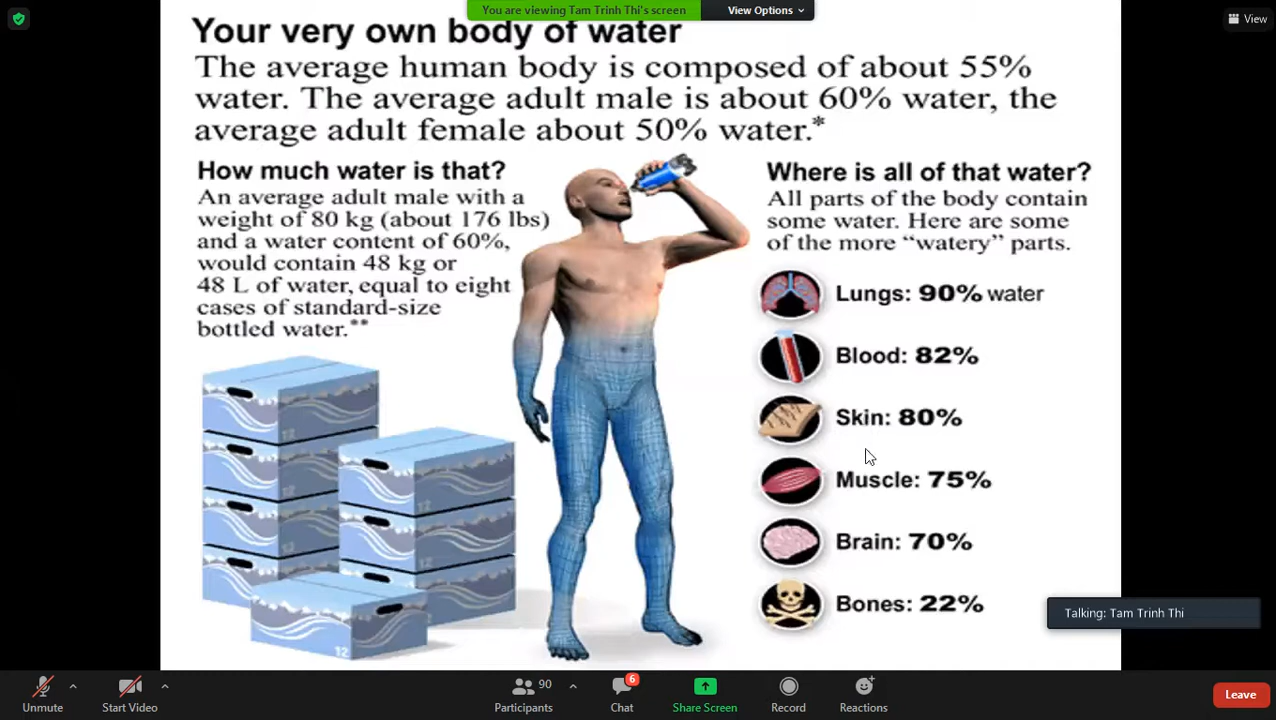 You are viewing Tam Trinh Thi's screen
View Options
View
Your very own body of water
The average human body is composed of about 55%
water. The average adult male is about 60% water, the
average adult female about 50% water.*
How much water is that?
An average adult male with a
weight of 80 kg (about 176 lbs)
and a water content of 60%,
would contain 48 kg or
48 L of water, equal to eight
cases of standard-size
bottled water.**
12
12
12
Where is all of that water?
All parts of the body contain
some water. Here are some
of the more “watery” parts.
Lungs: 90% water
Blood: 82%
Skin: 80%
Muscle: 75%
Brain: 70%
Bones: 22%
Talking: Tam Trinh Thi
Unmute
Start Video
90
Participants
6
Chat
Share Screen
Record
Reactions
Leave